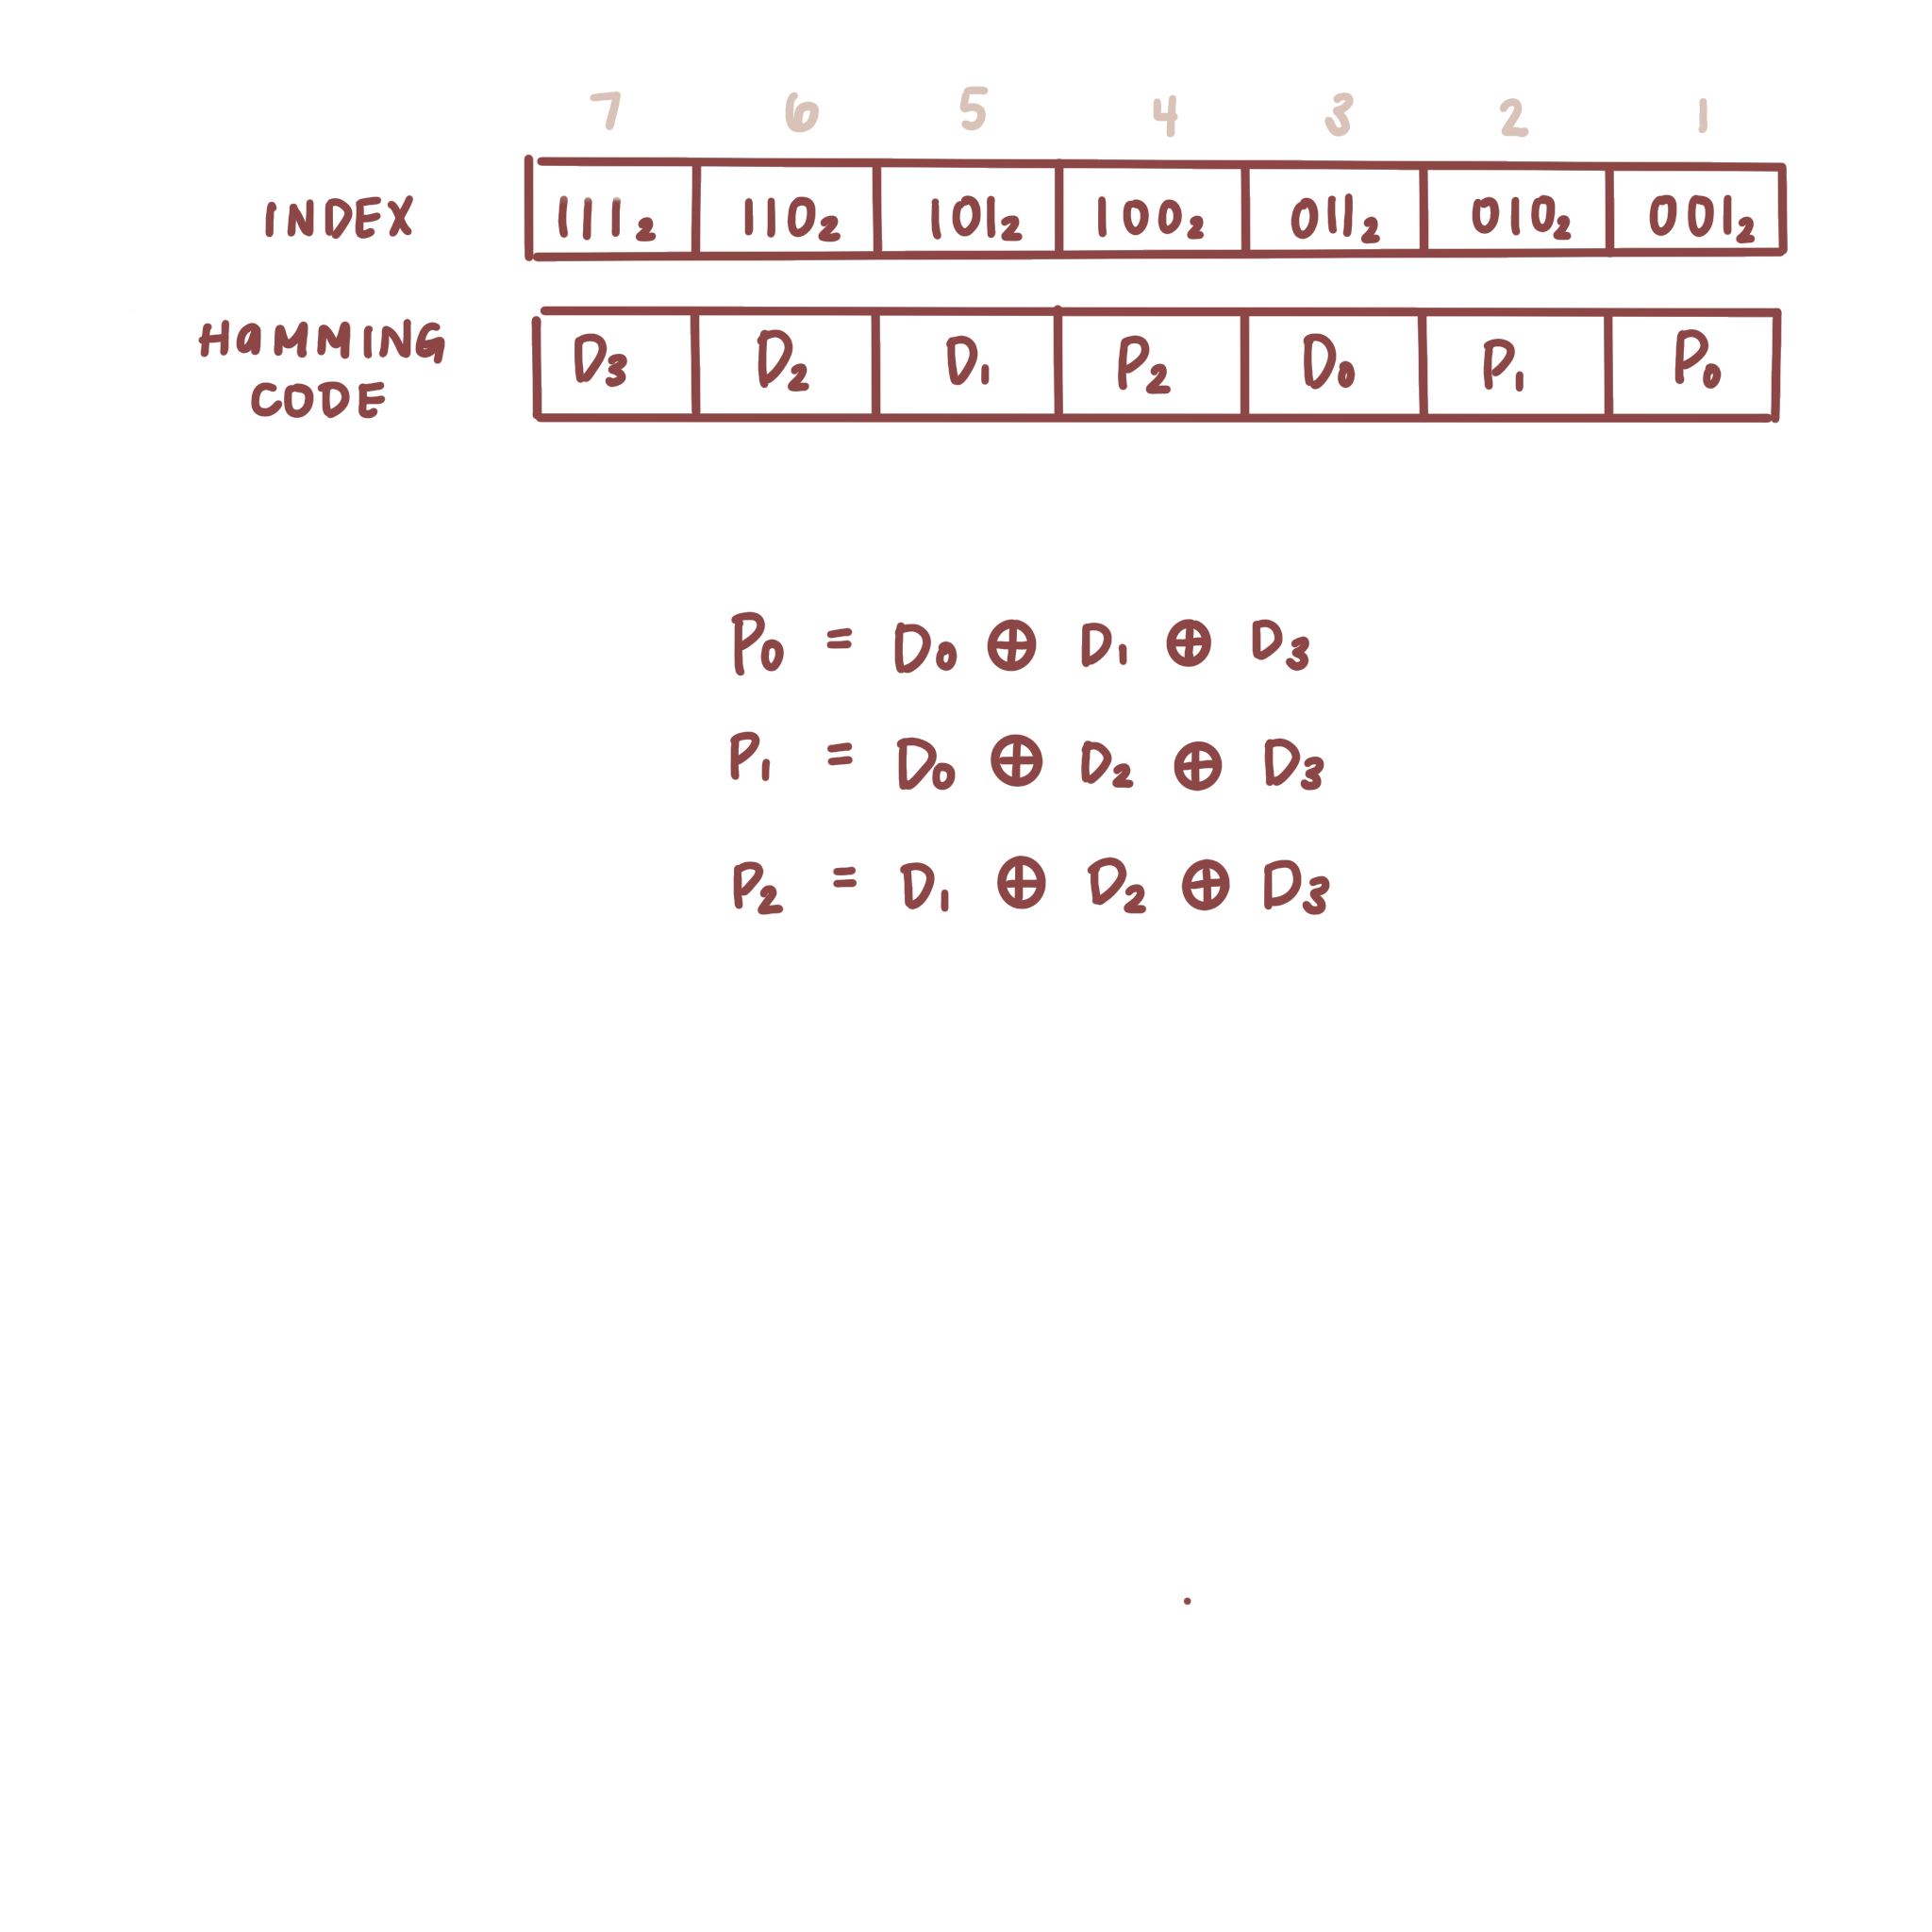 7 6 5 4 3 2 1
INDEX 111₂ 110₂ 101₂ 100₂ 011₂ 010₂ 001₂
HAMMING
CODE D₃ D₂ D₁ P₂ D₀ P₁ P₀
P₀ = D₀ ⊕ D₁ ⊕ D₃
P₁ = D₀ ⊕ D₂ ⊕ D₃
P₂ = D₁ ⊕ D₂ ⊕ D₃